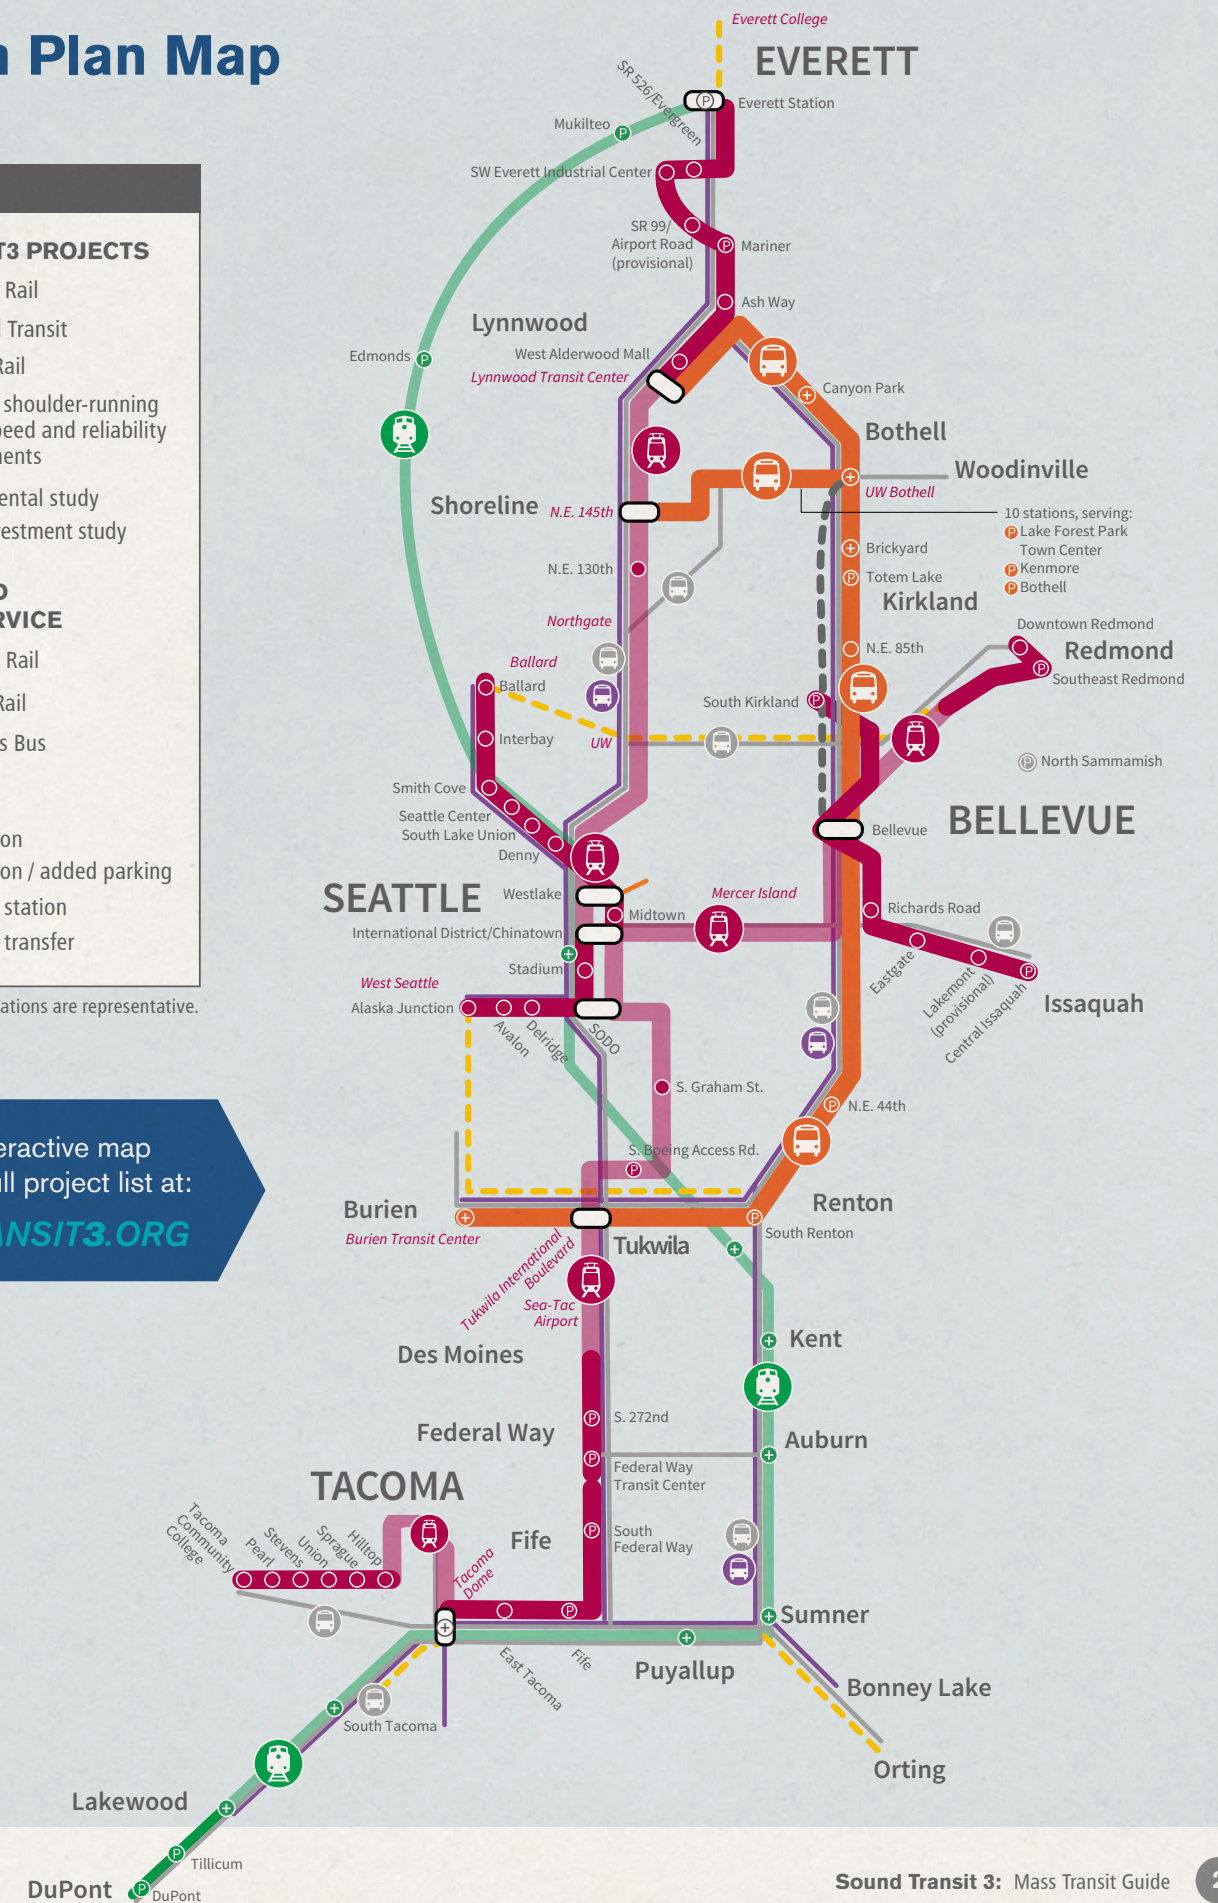 Plan Map
T3 PROJECTS
Rail
Transit
Rail
shoulder-running
eed and reliability
ents
ental study
estment study
RVICE
Rail
Rail
s Bus
on
on / added parking
station
transfer
ations are representative.
eractive map
ull project list at:
ANSIT3.ORG
Everett College
EVERETT
SR 526/Evergreen
P
Everett Station
Mukilteo
P
SW Everett Industrial Center
SR 99/
Airport Road
(provisional)
P
Mariner
Ash Way
Lynnwood
West Alderwood Mall
Lynnwood Transit Center
Edmonds
P
Canyon Park
Bothell
Woodinville
UW Bothell
Shoreline
N.E. 145th
10 stations, serving:
P Lake Forest Park
Town Center
P Kenmore
P Bothell
Brickyard
N.E. 130th
P
Totem Lake
Kirkland
Northgate
Downtown Redmond
Redmond
N.E. 85th
P
Southeast Redmond
Ballard
Ballard
South Kirkland
P
Interbay
UW
P
North Sammamish
Smith Cove
Seattle Center
South Lake Union
Denny
Bellevue
BELLEVUE
SEATTLE
Westlake
Mercer Island
Midtown
Richards Road
International District/Chinatown
Stadium
Eastgate
Lakemont
(provisional)
Central Issaquah
P
Issaquah
West Seattle
Alaska Junction
Avalon
Delridge
SODO
S. Graham St.
P
N.E. 44th
S. Boeing Access Rd.
P
Burien
Renton
Burien Transit Center
Tukwila International
Boulevard
Tukwila
P
South Renton
Sea-Tac
Airport
Kent
Des Moines
P
S. 272nd
Federal Way
Auburn
P
Federal Way
Transit Center
TACOMA
Tacoma
Community
College
Pearl
Stevens
Union
Sprague
Hilltop
Fife
P
South
Federal Way
Tacoma
Dome
P
Sumner
East Tacoma
Fife
Puyallup
Bonney Lake
South Tacoma
Orting
Lakewood
P
Tillicum
DuPont
P
DuPont
Sound Transit 3: Mass Transit Guide